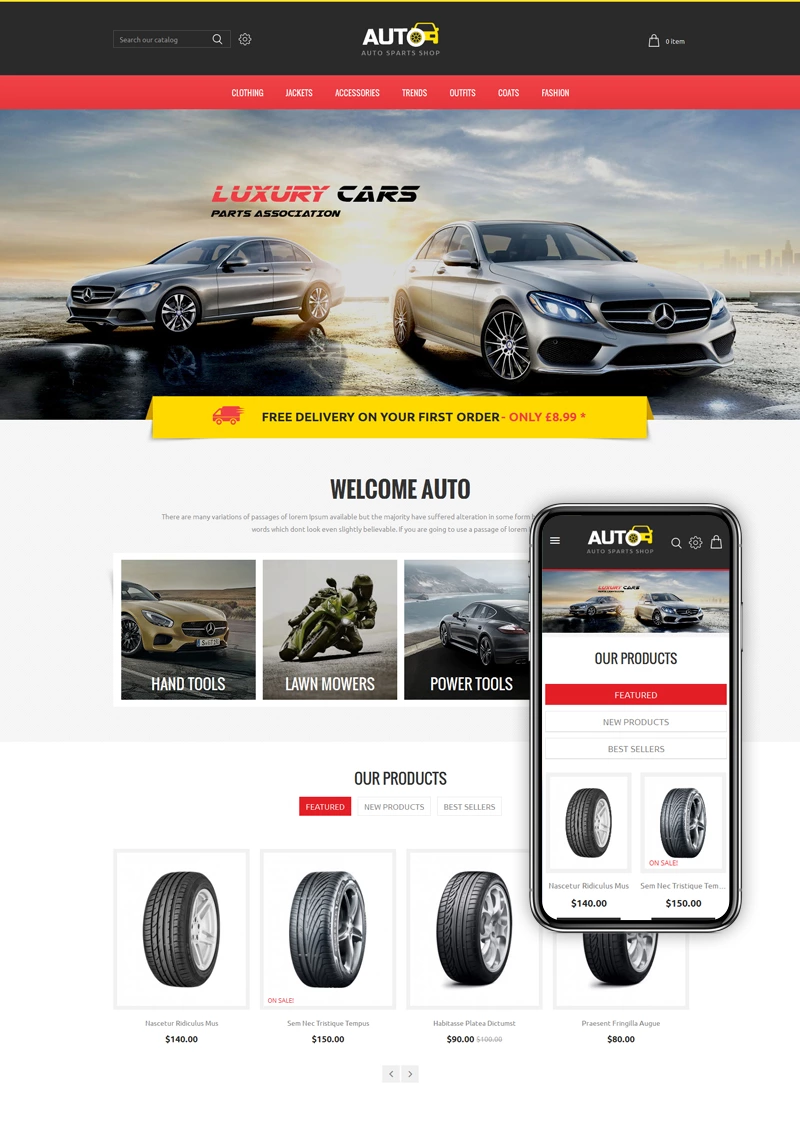 Search our catalog
AUTO
AUTO SPARTS SHOP
0 item
CLOTHING JACKETS ACCESSORIES TRENDS OUTFITS COATS FASHION
LUXURY CARS
PARTS ASSOCIATION
FREE DELIVERY ON YOUR FIRST ORDER - ONLY £8.99 *
WELCOME AUTO
There are many variations of passages of lorem Ipsum available but the majority have suffered alteration in some form
words which dont look even slightly believable. If you are going to use a passage of lorem
HAND TOOLS
LAWN MOWERS
POWER TOOLS
OUR PRODUCTS
FEATURED NEW PRODUCTS BEST SELLERS
ON SALE!
Nascetur Ridiculus Mus
$140.00
Sem Nec Tristique Tempus
$150.00
Habitasse Platea Dictumst
$90.00 $100.00
Praesent Fringilla Augue
$80.00
AUTO
AUTO SPARTS SHOP
LUXURY CARS
OUR PRODUCTS
FEATURED
NEW PRODUCTS
BEST SELLERS
ON SALE!
Nascetur Ridiculus Mus
$140.00
Sem Nec Tristique Tem...
$150.00